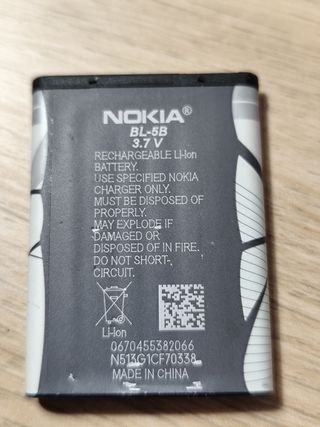 NOKIA®
BL-5B
3.7 V
RECHARGEABLE Li-Ion
BATTERY.
USE SPECIFIED NOKIA
CHARGER ONLY.
MUST BE DISPOSED OF
PROPERLY.
MAY EXPLODE IF
DAMAGED OR
DISPOSED OF IN FIRE.
DO NOT SHORT-
CIRCUIT.
Li-Ion
0670455382066
N513G1CF70338
MADE IN CHINA